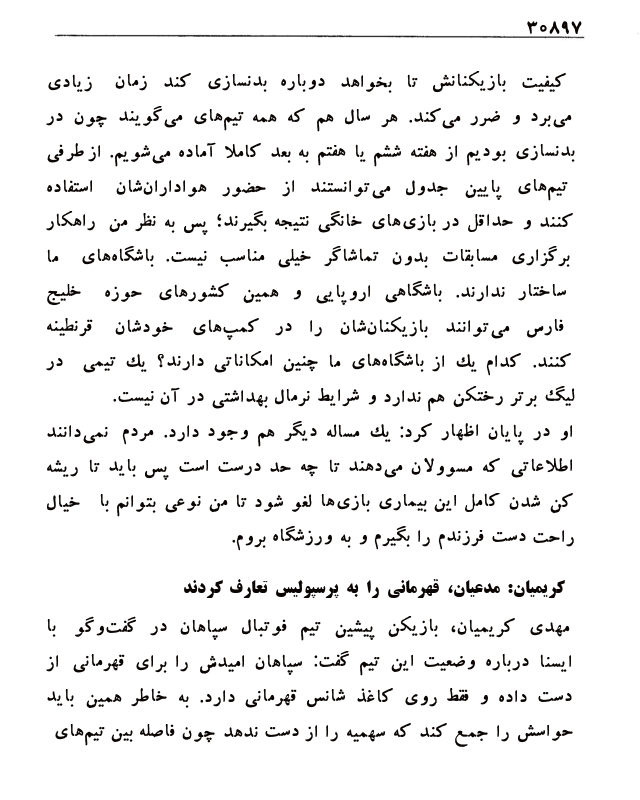 ۳۰۸۹۷
کیفیت بازیکنانش تا بخواهد دوباره بدنسازی کند زمان زیادی
می‌برد و ضرر می‌کند. هر سال هم که همه تیم‌های می‌گویند چون در
بدنسازی بودیم از هفته ششم یا هفتم به بعد کاملا آماده می‌شویم. از طرفی
تیم‌های پایین جدول می‌توانستند از حضور هواداران‌شان استفاده
کنند و حداقل در بازی‌های خانگی نتیجه بگیرند؛ پس به نظر من راهکار
برگزاری مسابقات بدون تماشاگر خیلی مناسب نیست. باشگاه‌های ما
ساختار ندارند. باشگاهی اروپایی و همین کشورهای حوزه خلیج
فارس می‌توانند بازیکنان‌شان را در کمپ‌های خودشان قرنطینه
کنند. کدام یك از باشگاه‌های ما چنین امکاناتی دارند؟ یك تیمی در
لیگ برتر رختکن هم ندارد و شرایط نرمال بهداشتی در آن نیست.
او در پایان اظهار کرد: یك مساله دیگر هم وجود دارد. مردم نمی‌دانند
اطلاعاتی که مسوولان می‌دهند تا چه حد درست است پس باید تا ریشه
کن شدن کامل این بیماری بازی‌ها لغو شود تا من نوعی بتوانم با خیال
راحت دست فرزندم را بگیرم و به ورزشگاه بروم.
کریمیان: مدعیان، قهرمانی را به پرسپولیس تعارف کردند
مهدی کریمیان، بازیکن پیشین تیم فوتبال سپاهان در گفت‌وگو با
ایسنا درباره وضعیت این تیم گفت: سپاهان امیدش را برای قهرمانی از
دست داده و فقط روی کاغذ شانس قهرمانی دارد. به خاطر همین باید
حواسش را جمع کند که سهمیه را از دست ندهد چون فاصله بین تیم‌های